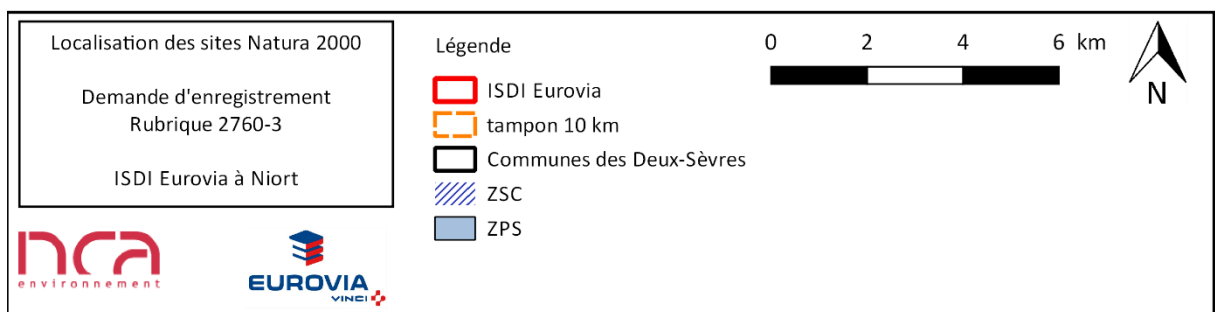 Localisation des sites Natura 2000
Demande d'enregistrement
Rubrique 2760-3
ISDI Eurovia à Niort
nca
environnement
EUROVIA
VINCI
Légende
ISDI Eurovia
tampon 10 km
Communes des Deux-Sèvres
ZSC
ZPS
0 2 4 6 km
N